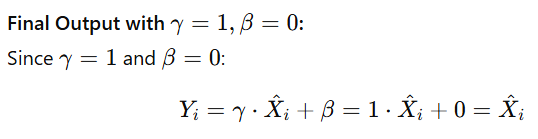 Final Output with γ = 1, β = 0:
Since γ = 1 and β = 0:
Yᵢ = γ · X̂ᵢ + β = 1 · X̂ᵢ + 0 = X̂ᵢ